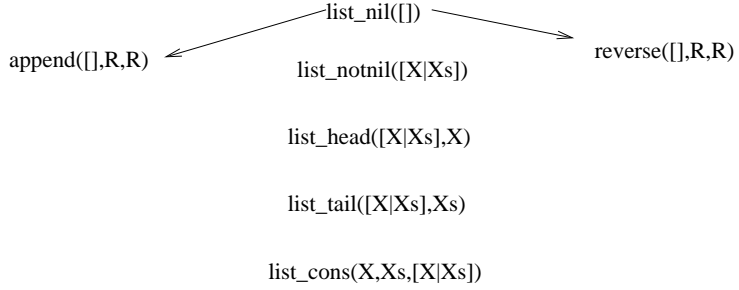 list_nil([])
append([],R,R)
reverse([],R,R)
list_notnil([X|Xs])
list_head([X|Xs],X)
list_tail([X|Xs],Xs)
list_cons(X,Xs,[X|Xs])